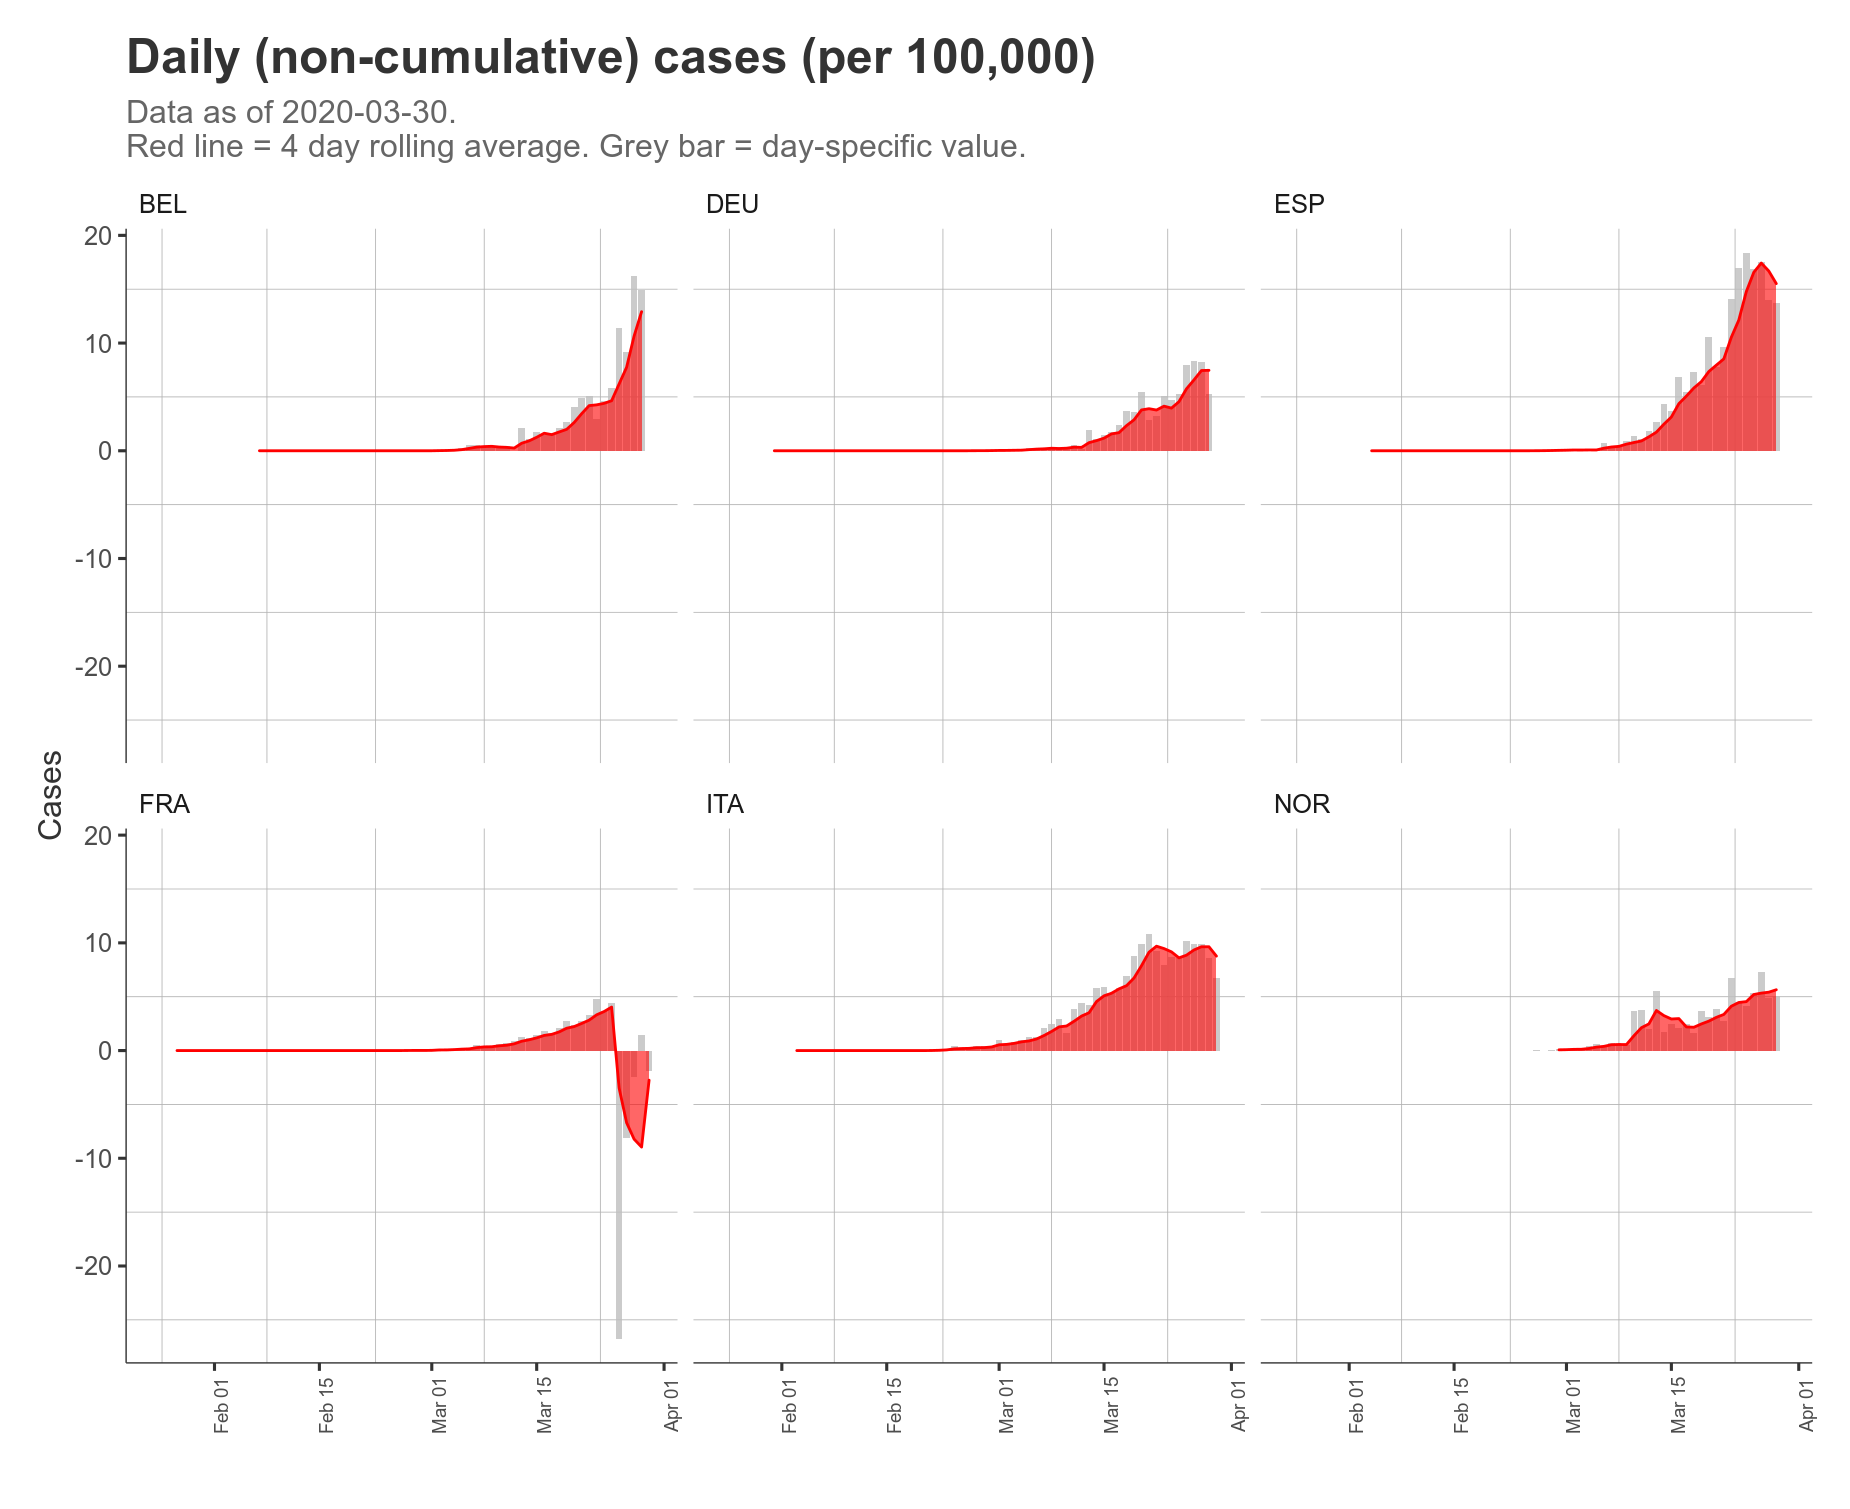 Daily (non-cumulative) cases (per 100,000)
Data as of 2020-03-30.
Red line = 4 day rolling average. Grey bar = day-specific value.
BEL
DEU
ESP
20
10
0
-10
-20
Cases
FRA
ITA
NOR
20
10
0
-10
-20
Feb 01
Feb 15
Mar 01
Mar 15
Apr 01
Feb 01
Feb 15
Mar 01
Mar 15
Apr 01
Feb 01
Feb 15
Mar 01
Mar 15
Apr 01